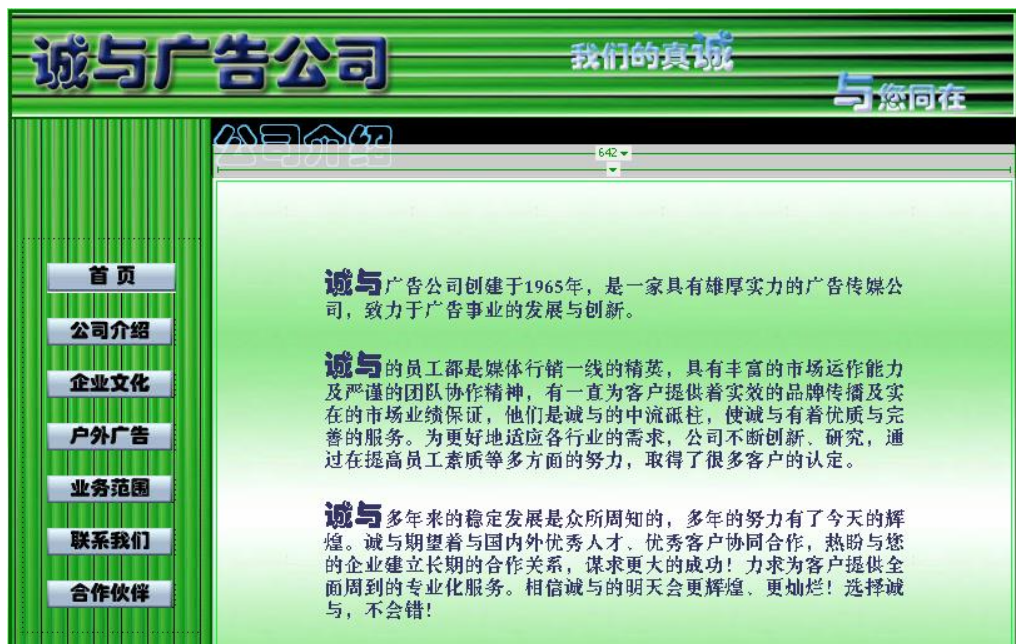 诚与广告公司
我们的真诚
与您同在
公司介绍
642
首页
公司介绍
企业文化
户外广告
业务范围
联系我们
合作伙伴
诚与广告公司创建于1965年，是一家具有雄厚实力的广告传媒公
司，致力于广告事业的发展与创新。
诚与的员工都是媒体行销一线的精英，具有丰富的市场运作能力
及严谨的团队协作精神，有一直为客户提供着实效的品牌传播及实
在的市场业绩保证，他们是诚与的中流砥柱，使诚与有着优质与完
善的服务。为更好地适应各行业的需求，公司不断创新、研究，通
过在提高员工素质等多方面的努力，取得了很多客户的认定。
诚与多年来的稳定发展是众所周知的，多年的努力有了今天的辉
煌。诚与期望着与国内外优秀人才、优秀客户协同合作，热盼与您
的企业建立长期的合作关系，谋求更大的成功！力求为客户提供全
面周到的专业化服务。相信诚与的明天会更辉煌、更灿烂！选择诚
与，不会错！